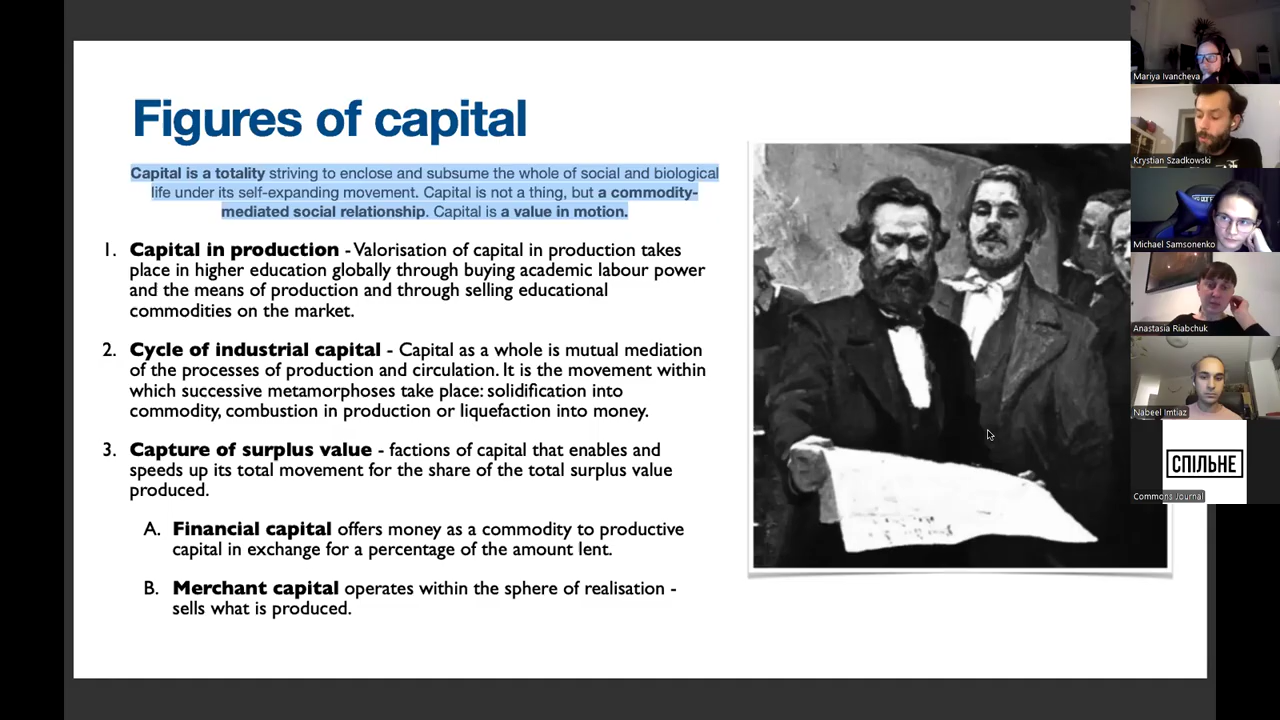 Figures of capital
Capital is a totality striving to enclose and subsume the whole of social and biological
life under its self-expanding movement. Capital is not a thing, but a commodity-
mediated social relationship. Capital is a value in motion.
1. Capital in production - Valorisation of capital in production takes
place in higher education globally through buying academic labour power
and the means of production and through selling educational
commodities on the market.
2. Cycle of industrial capital - Capital as a whole is mutual mediation
of the processes of production and circulation. It is the movement within
which successive metamorphoses take place: solidification into
commodity, combustion in production or liquefaction into money.
3. Capture of surplus value - factions of capital that enables and
speeds up its total movement for the share of the total surplus value
produced.
A. Financial capital offers money as a commodity to productive
capital in exchange for a percentage of the amount lent.
B. Merchant capital operates within the sphere of realisation -
sells what is produced.
Mariya Ivancheva
Krystian Szadkowski
Michael Samsonenko
Anastasia Riabchuk
Nabeel Imtiaz
СПІЛЬНЕ
Commons Journal